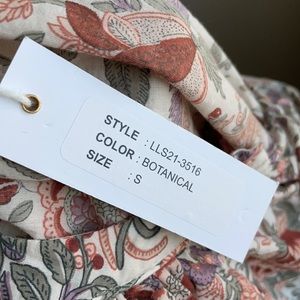 STYLE : LLS21-3516
COLOR : BOTANICAL
SIZE : S